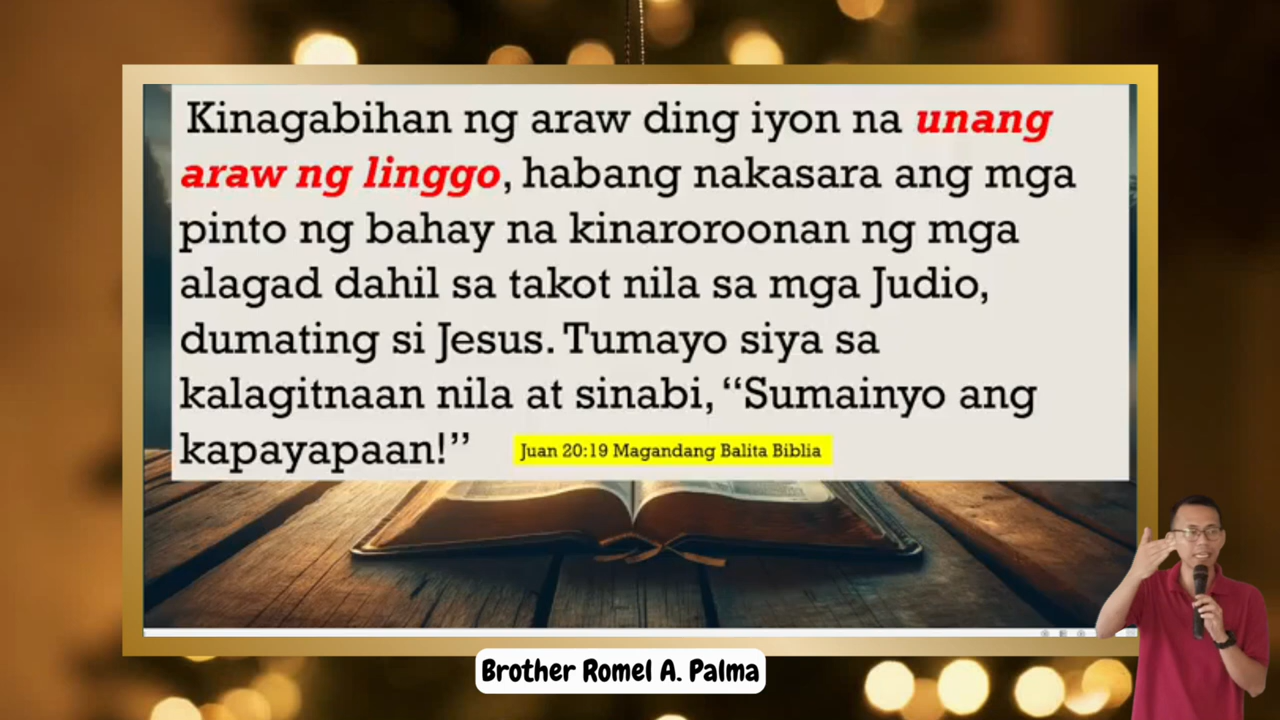 Kinagabihan ng araw ding iyon na unang
araw ng linggo, habang nakasara ang mga
pinto ng bahay na kinaroroonan ng mga
alagad dahil sa takot nila sa mga Judio,
dumating si Jesus. Tumayo siya sa
kalagitnaan nila at sinabi, “Sumainyo ang
kapayapaan!”
Juan 20:19 Magandang Balita Biblia
Brother Romel A. Palma